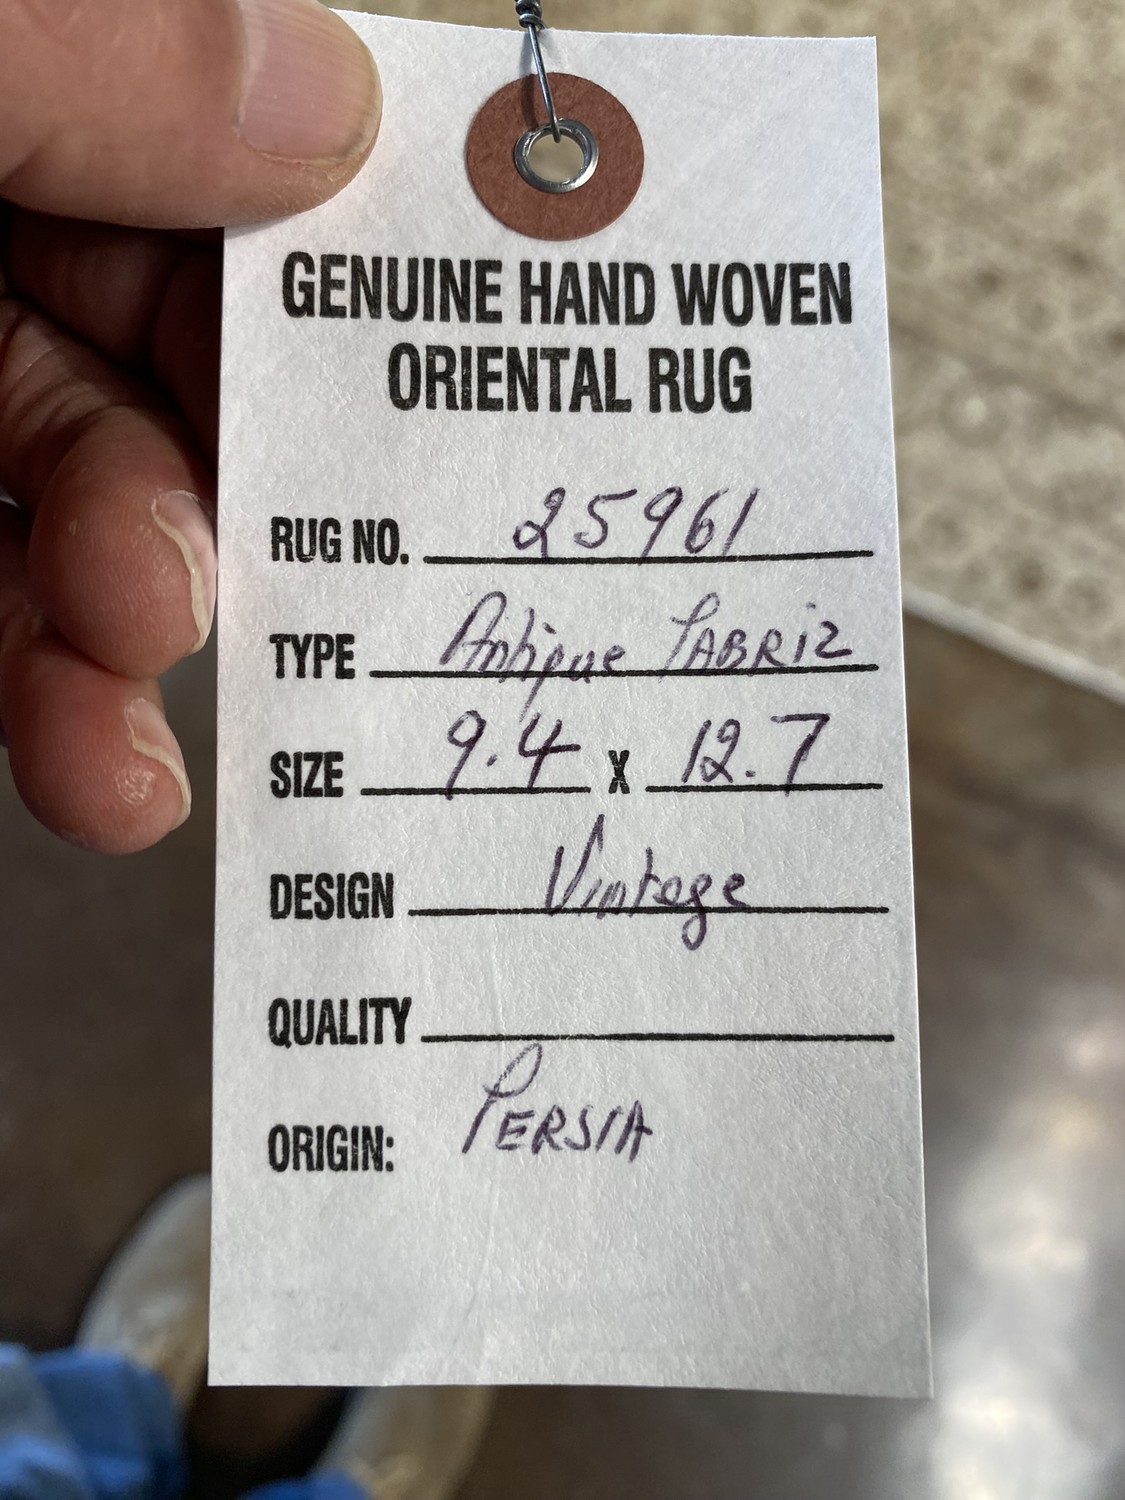 GENUINE HAND WOVEN
ORIENTAL RUG
RUG NO. 25961
TYPE Antique TABRiz
SIZE 9.4 X 12.7
DESIGN Vintege
QUALITY
ORIGIN: PERSIA